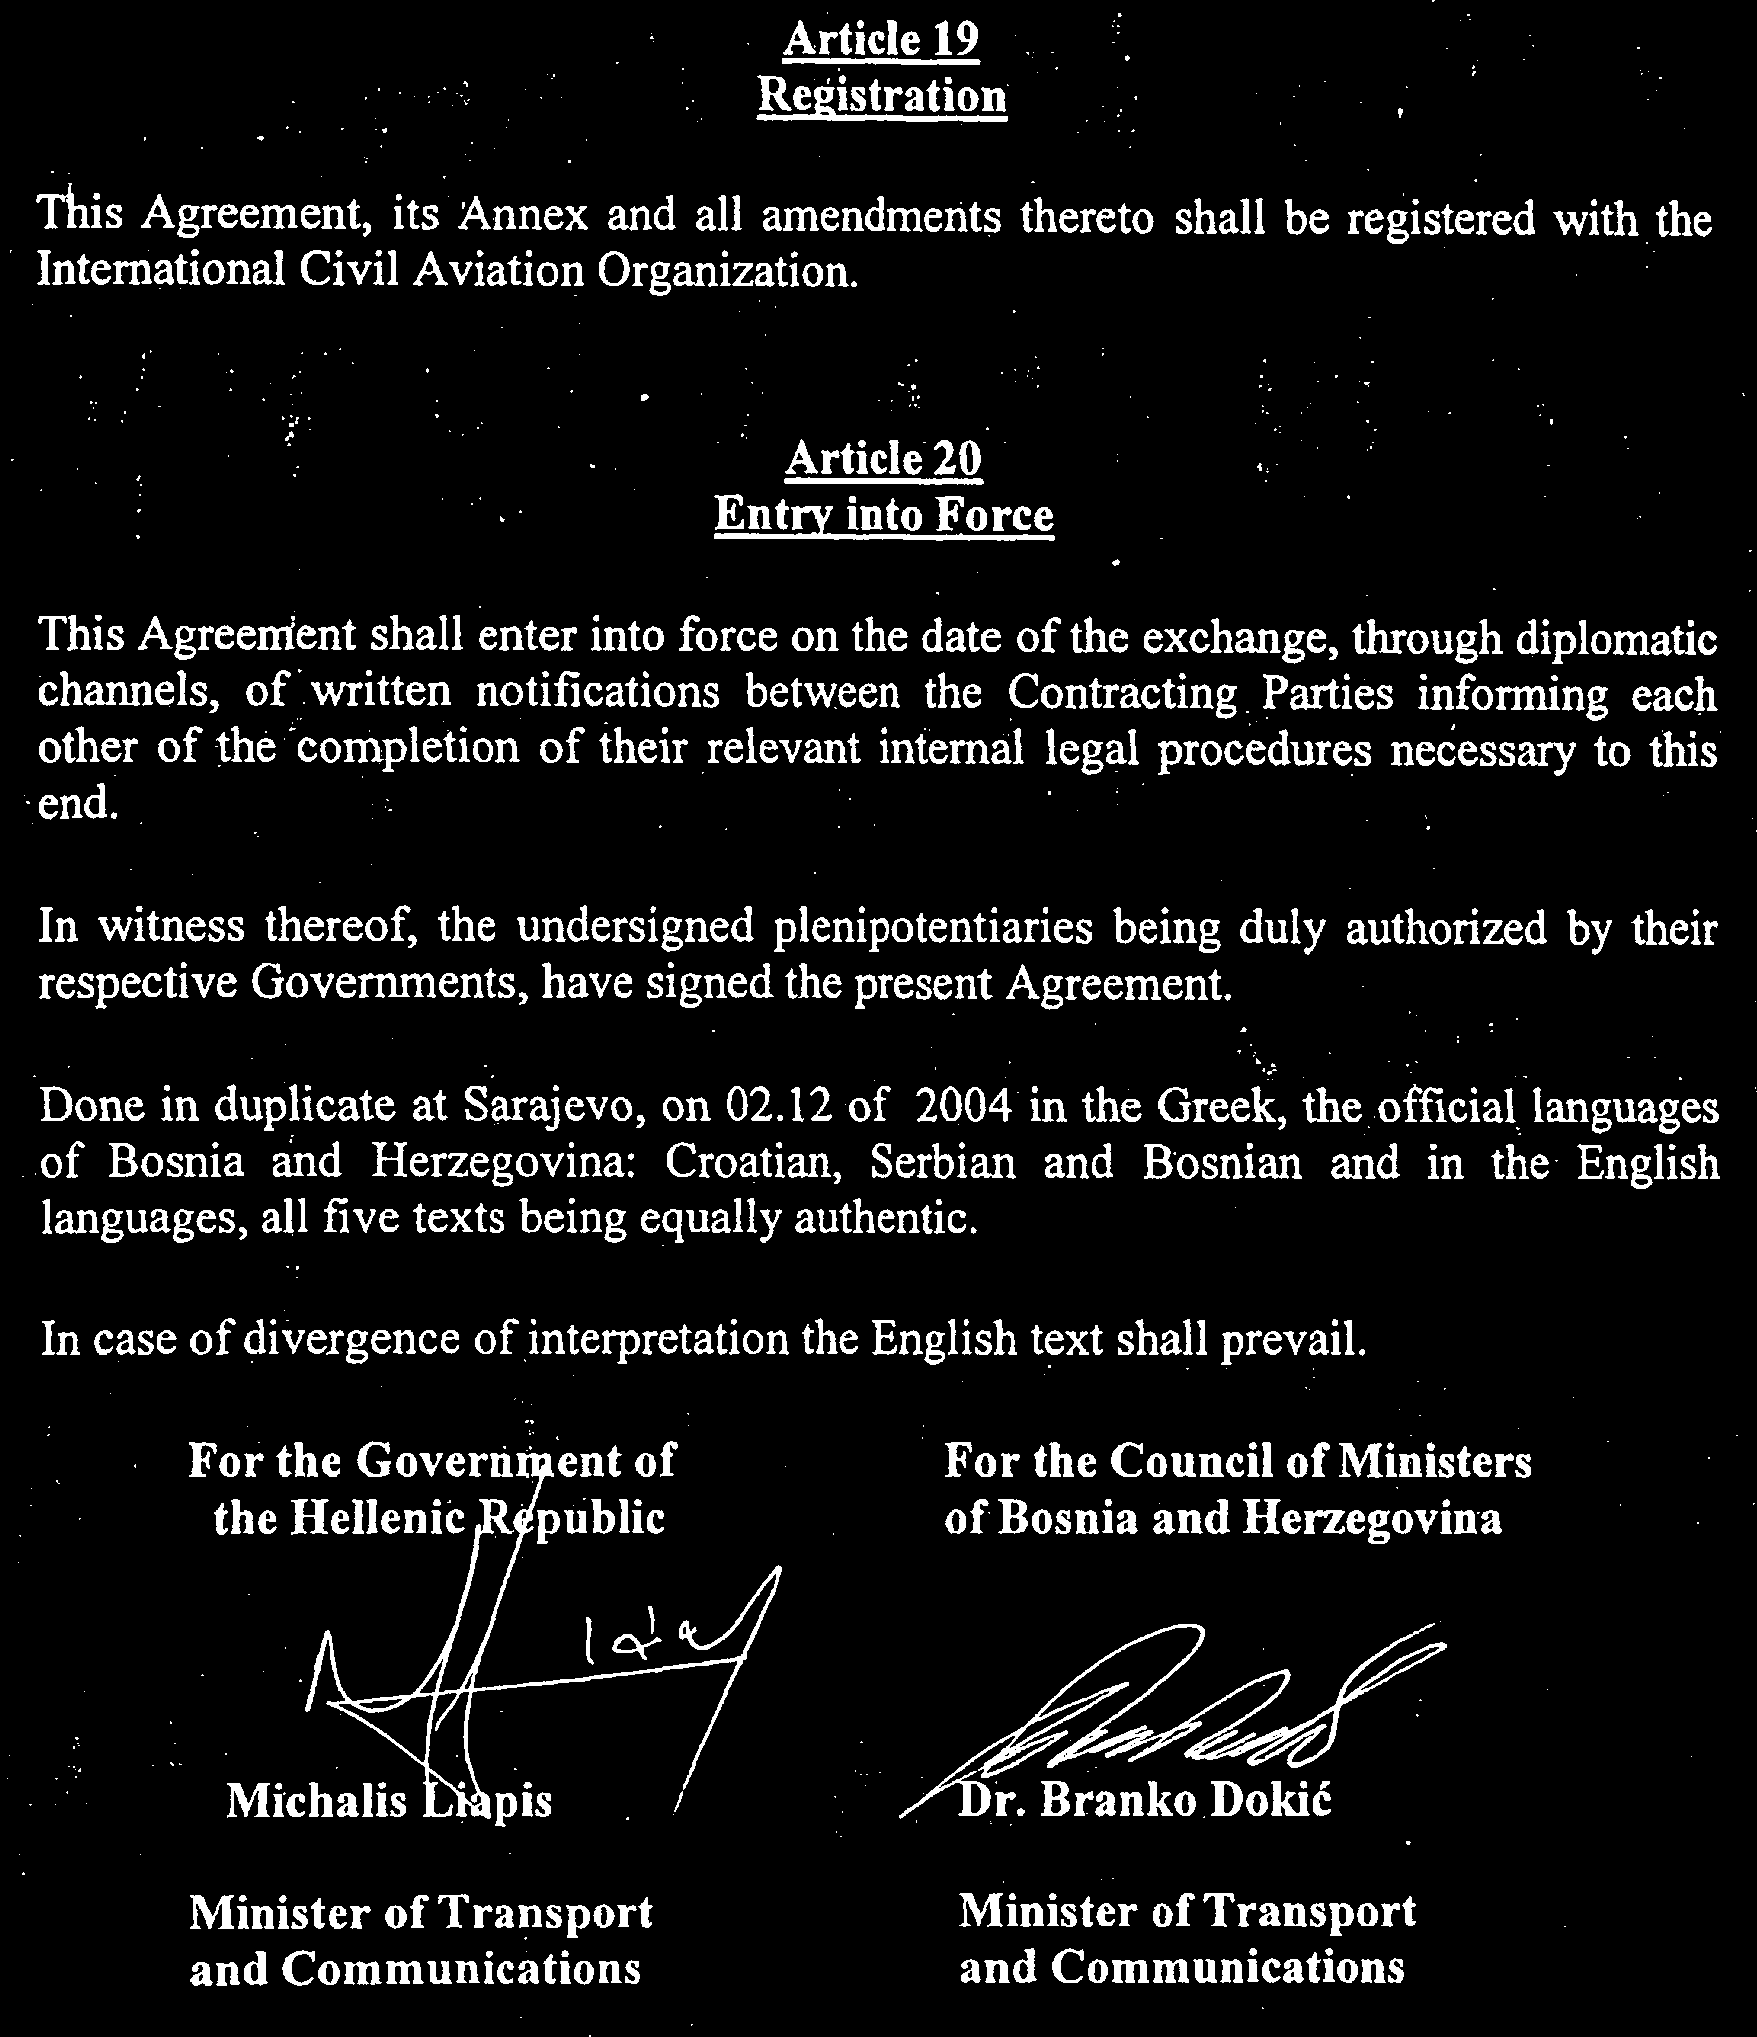 Article 19
Registration
This Agreement, its Annex and all amendments thereto shall be registered with the
International Civil Aviation Organization.
Article 20
Entry into Force
This Agreement shall enter into force on the date of the exchange, through diplomatic
channels, of written notifications between the Contracting Parties informing each
other of the completion of their relevant internal legal procedures necessary to this
end.
In witness thereof, the undersigned plenipotentiaries being duly authorized by their
respective Governments, have signed the present Agreement.
Done in duplicate at Sarajevo, on 02.12 of 2004 in the Greek, the official languages
of Bosnia and Herzegovina: Croatian, Serbian and Bosnian and in the English
languages, all five texts being equally authentic.
In case of divergence of interpretation the English text shall prevail.
For the Government of
the Hellenic Republic
Michalis Liapis
Minister of Transport
and Communications
For the Council of Ministers
of Bosnia and Herzegovina
Dr. Branko Dokić
Minister of Transport
and Communications